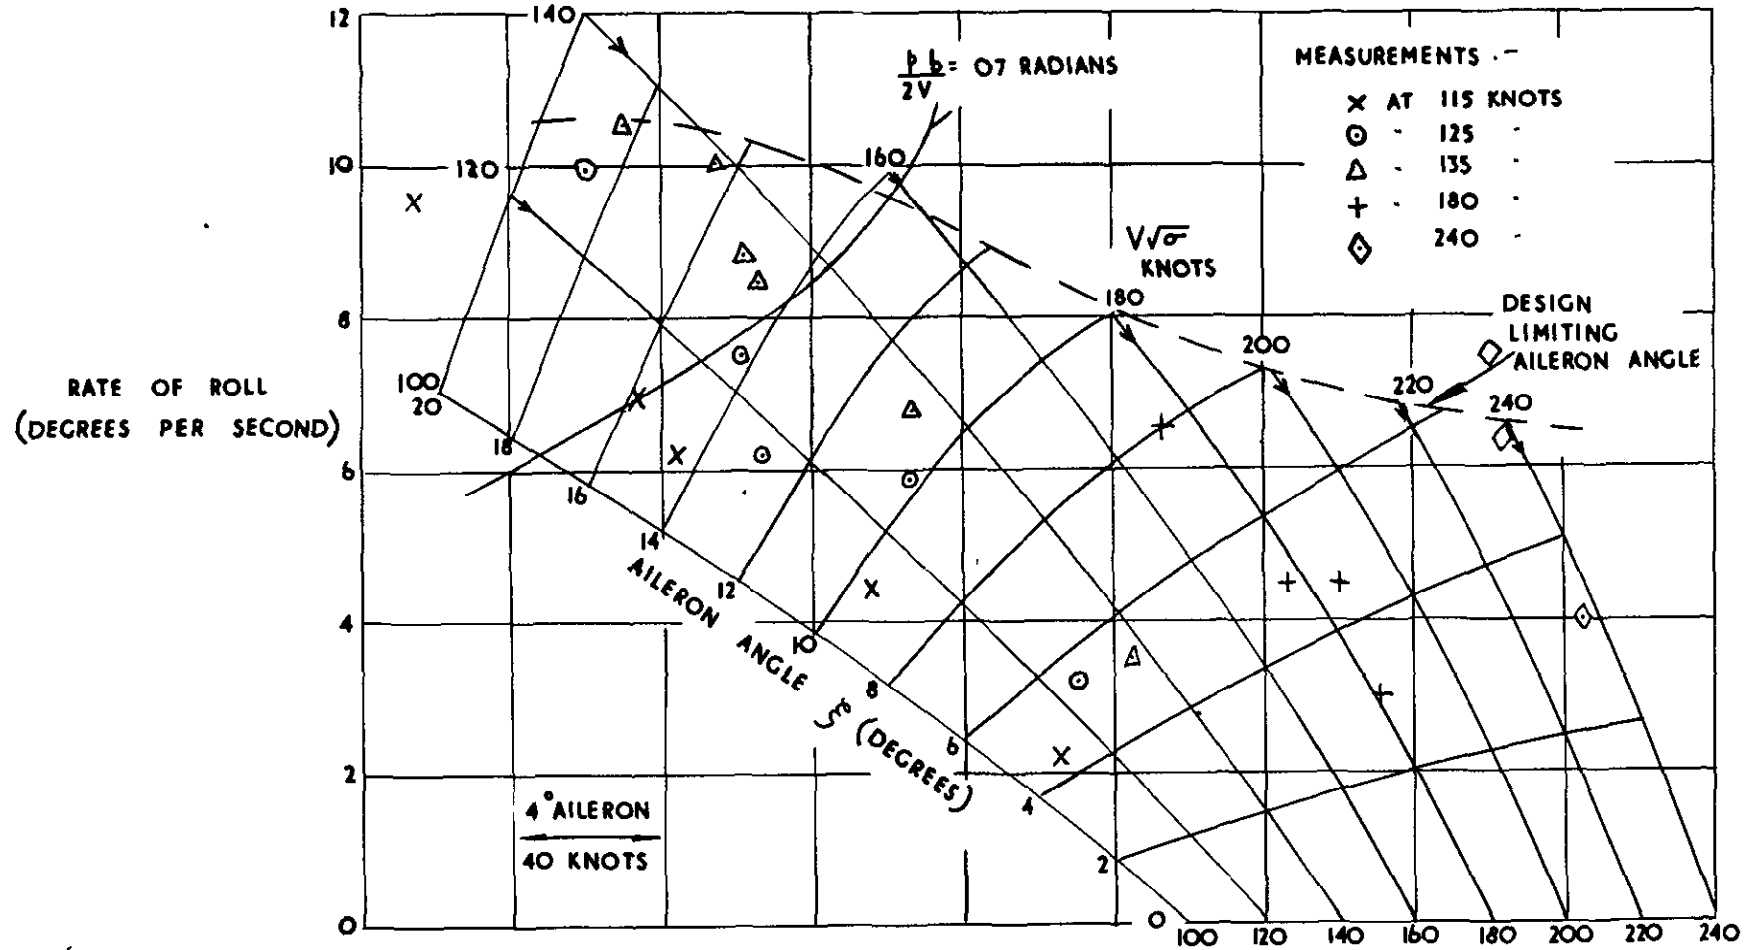 12
140
p b = 07 RADIANS
2V
MEASUREMENTS .-
× AT 115 KNOTS
⊙ - 125 -
△ - 135 -
+ - 180 -
◇ 240 -
10
120
160
V√σ
KNOTS
180
DESIGN
LIMITING
AILERON ANGLE
8
200
220
240
RATE OF ROLL
(DEGREES PER SECOND)
100
20
18
6
16
14
12
10
8
6
4
2
0
AILERON ANGLE ξ (DEGREES)
4
2
4° AILERON
40 KNOTS
0
100 120 140 160 180 200 220 240